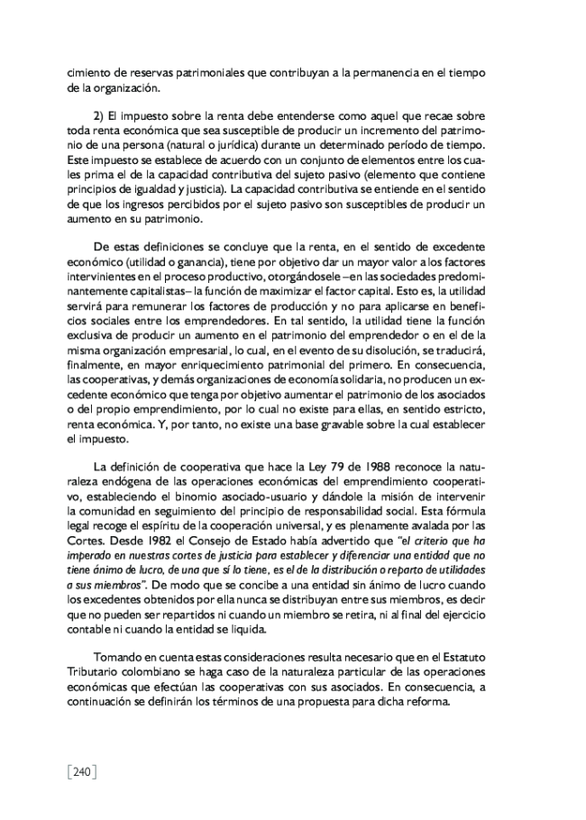 cimiento de reservas patrimoniales que contribuyan a la permanencia en el tiempo
de la organización.
2) El impuesto sobre la renta debe entenderse como aquel que recae sobre
toda renta económica que sea susceptible de producir un incremento del patrimo-
nio de una persona (natural o jurídica) durante un determinado período de tiempo.
Este impuesto se establece de acuerdo con un conjunto de elementos entre los cua-
les prima el de la capacidad contributiva del sujeto pasivo (elemento que contiene
principios de igualdad y justicia). La capacidad contributiva se entiende en el sentido
de que los ingresos percibidos por el sujeto pasivo son susceptibles de producir un
aumento en su patrimonio.
De estas definiciones se concluye que la renta, en el sentido de excedente
económico (utilidad o ganancia), tiene por objetivo dar un mayor valor a los factores
intervinientes en el proceso productivo, otorgándosele –en las sociedades predomi-
nantemente capitalistas– la función de maximizar el factor capital. Esto es, la utilidad
servirá para remunerar los factores de producción y no para aplicarse en benefi-
cios sociales entre los emprendedores. En tal sentido, la utilidad tiene la función
exclusiva de producir un aumento en el patrimonio del emprendedor o en el de la
misma organización empresarial, lo cual, en el evento de su disolución, se traducirá,
finalmente, en mayor enriquecimiento patrimonial del primero. En consecuencia,
las cooperativas, y demás organizaciones de economía solidaria, no producen un ex-
cedente económico que tenga por objetivo aumentar el patrimonio de los asociados
o del propio emprendimiento, por lo cual no existe para ellas, en sentido estricto,
renta económica. Y, por tanto, no existe una base gravable sobre la cual establecer
el impuesto.
La definición de cooperativa que hace la Ley 79 de 1988 reconoce la natu-
raleza endógena de las operaciones económicas del emprendimiento cooperati-
vo, estableciendo el binomio asociado-usuario y dándole la misión de intervenir
la comunidad en seguimiento del principio de responsabilidad social. Esta fórmula
legal recoge el espíritu de la cooperación universal, y es plenamente avalada por las
Cortes. Desde 1982 el Consejo de Estado había advertido que "el criterio que ha
imperado en nuestras cortes de justicia para establecer y diferenciar una entidad que no
tiene ánimo de lucro, de una que sí lo tiene, es el de la distribución o reparto de utilidades
a sus miembros". De modo que se concibe a una entidad sin ánimo de lucro cuando
los excedentes obtenidos por ella nunca se distribuyan entre sus miembros, es decir
que no pueden ser repartidos ni cuando un miembro se retira, ni al final del ejercicio
contable ni cuando la entidad se liquida.
Tomando en cuenta estas consideraciones resulta necesario que en el Estatuto
Tributario colombiano se haga caso de la naturaleza particular de las operaciones
económicas que efectúan las cooperativas con sus asociados. En consecuencia, a
continuación se definirán los términos de una propuesta para dicha reforma.
[240]